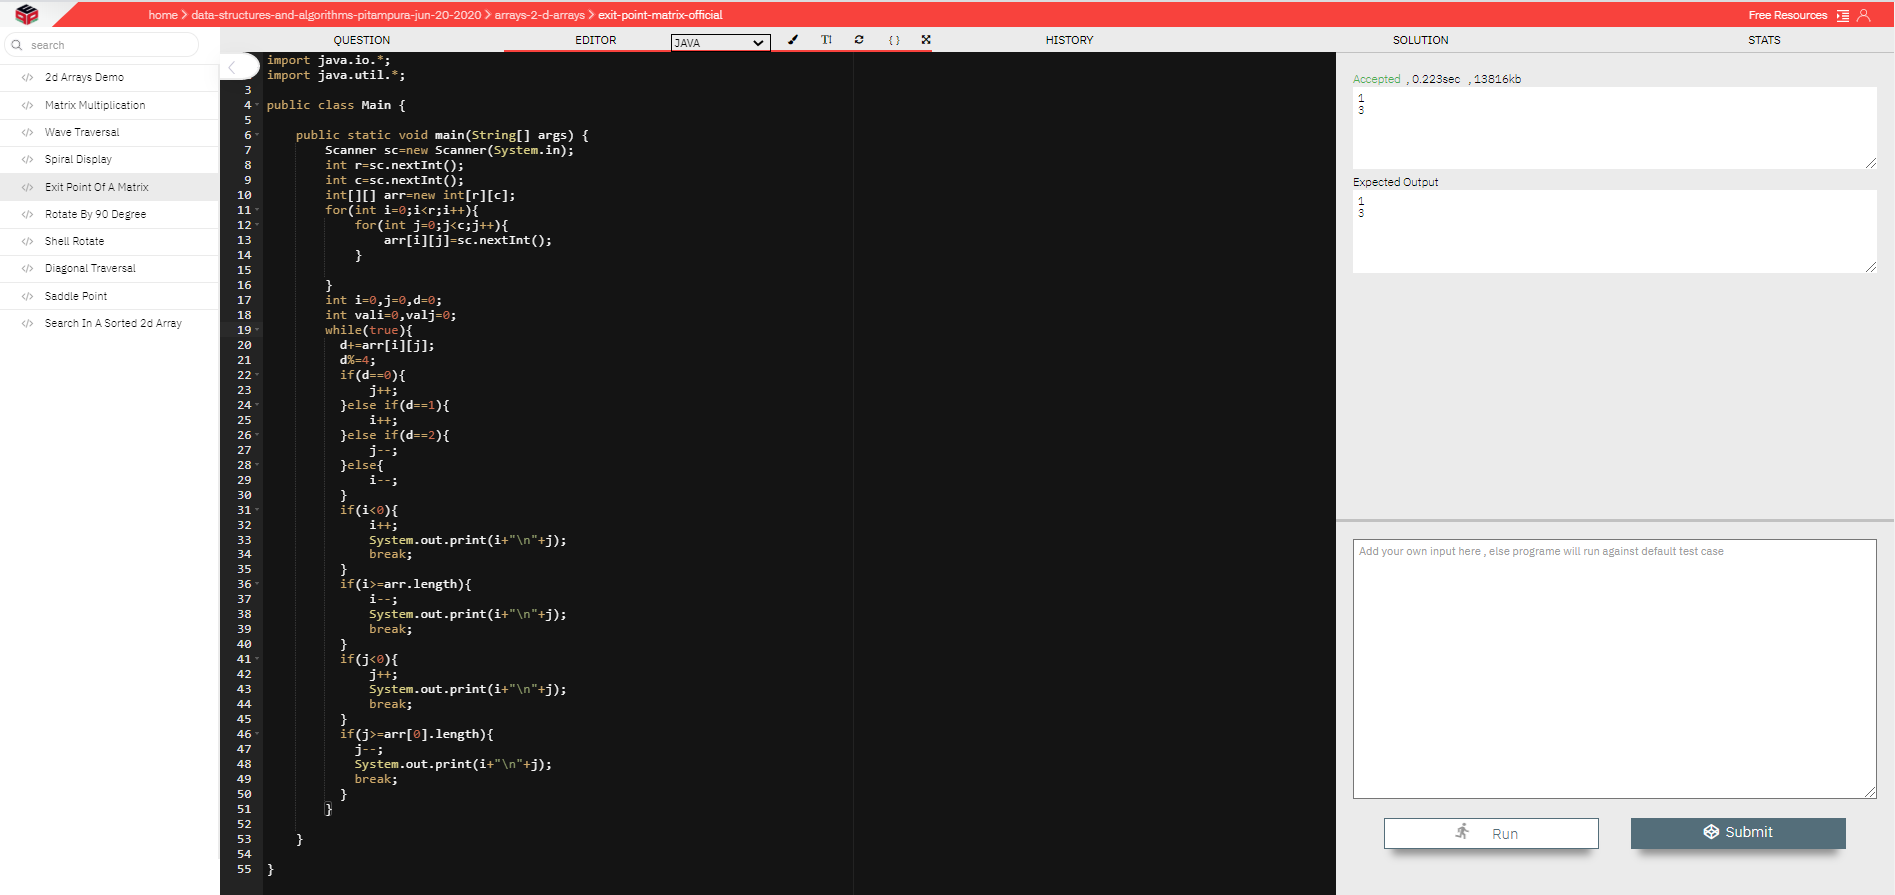 home > data-structures-and-algorithms-pitampura-jun-20-2020 > arrays-2-d-arrays > exit-point-matrix-official
Free Resources
search
2d Arrays Demo
Matrix Multiplication
Wave Traversal
Spiral Display
Exit Point Of A Matrix
Rotate By 90 Degree
Shell Rotate
Diagonal Traversal
Saddle Point
Search In A Sorted 2d Array
QUESTION
EDITOR
JAVA
HISTORY
SOLUTION
STATS
import java.io.*;
import java.util.*;
3
4 public class Main {
5
6     public static void main(String[] args) {
7         Scanner sc=new Scanner(System.in);
8         int r=sc.nextInt();
9         int c=sc.nextInt();
10         int[][] arr=new int[r][c];
11         for(int i=0;i<r;i++){
12             for(int j=0;j<c;j++){
13                 arr[i][j]=sc.nextInt();
14             }
15
16         }
17         int i=0,j=0,d=0;
18         int vali=0,valj=0;
19         while(true){
20           d+=arr[i][j];
21           d%=4;
22           if(d==0){
23               j++;
24           }else if(d==1){
25               i++;
26           }else if(d==2){
27               j--;
28           }else{
29               i--;
30           }
31           if(i<0){
32               i++;
33               System.out.print(i+"\n"+j);
34               break;
35           }
36           if(i>=arr.length){
37               i--;
38               System.out.print(i+"\n"+j);
39               break;
40           }
41           if(j<0){
42               j++;
43               System.out.print(i+"\n"+j);
44               break;
45           }
46           if(j>=arr[0].length){
47             j--;
48             System.out.print(i+"\n"+j);
49             break;
50           }
51         }
52
53     }
54
55 }
Accepted , 0.223sec , 13816kb
1
3
Expected Output
1
3
Add your own input here , else programe will run against default test case
Run
Submit